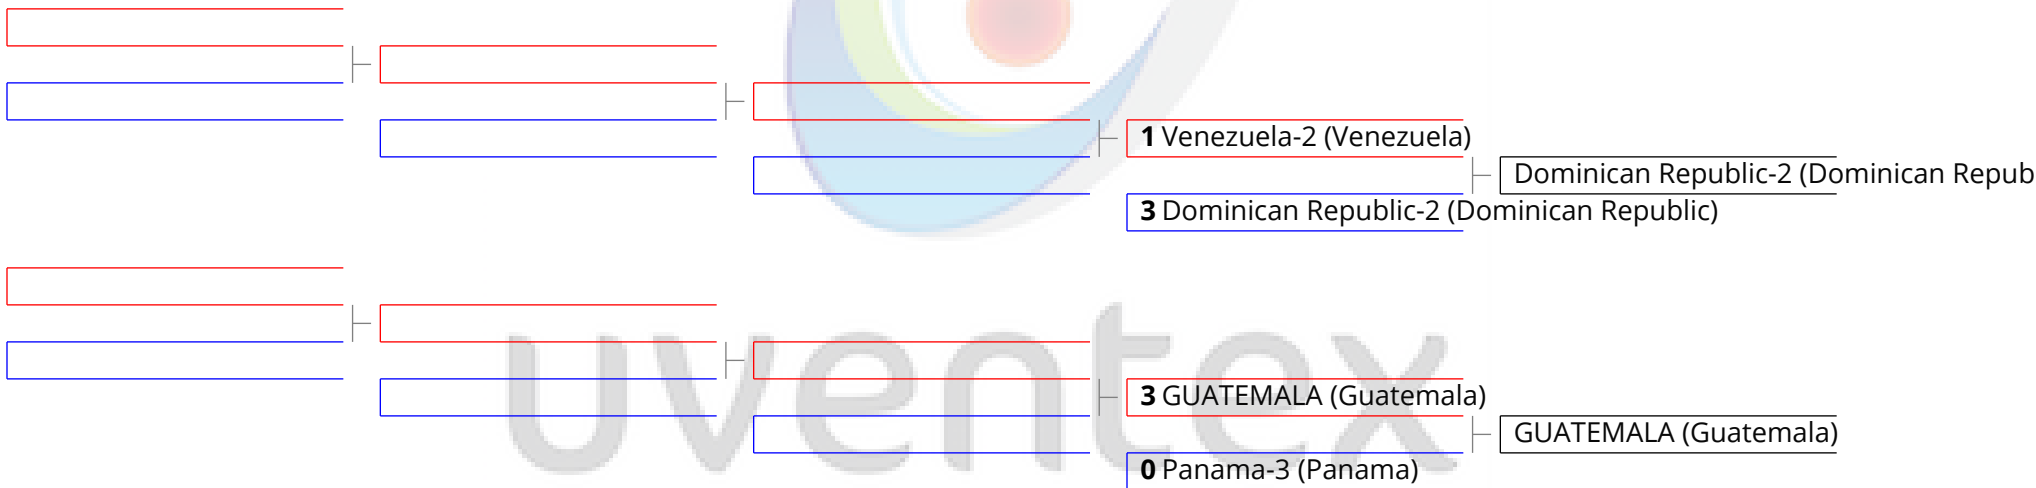 1 Venezuela-2 (Venezuela)
Dominican Republic-2 (Dominican Repub
3 Dominican Republic-2 (Dominican Republic)
uventex
3 GUATEMALA (Guatemala)
GUATEMALA (Guatemala)
0 Panama-3 (Panama)